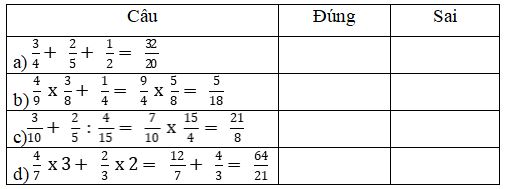 Câu Đúng Sai
a) 3/4 + 2/5 + 1/2 = 32/20
b) 4/9 x 3/8 + 1/4 = 9/4 x 5/8 = 5/18
c) 3/10 + 2/5 : 4/15 = 7/10 x 15/4 = 21/8
d) 4/7 x 3 + 2/3 x 2 = 12/7 + 4/3 = 64/21